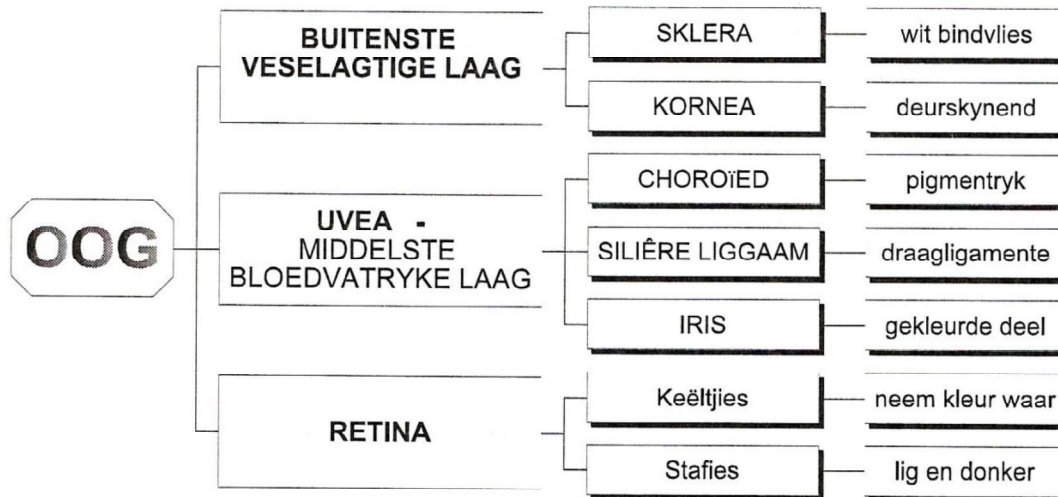 OOG
BUITENSTE
VESELAGTIGE LAAG
SKLERA
wit bindvlies
KORNEA
deurskynend
UVEA -
MIDDELSTE
BLOEDVATRYKE LAAG
CHOROïED
pigmentryk
SILIÊRE LIGGAAM
draagligamente
IRIS
gekleurde deel
RETINA
Keëltjies
neem kleur waar
Stafies
lig en donker